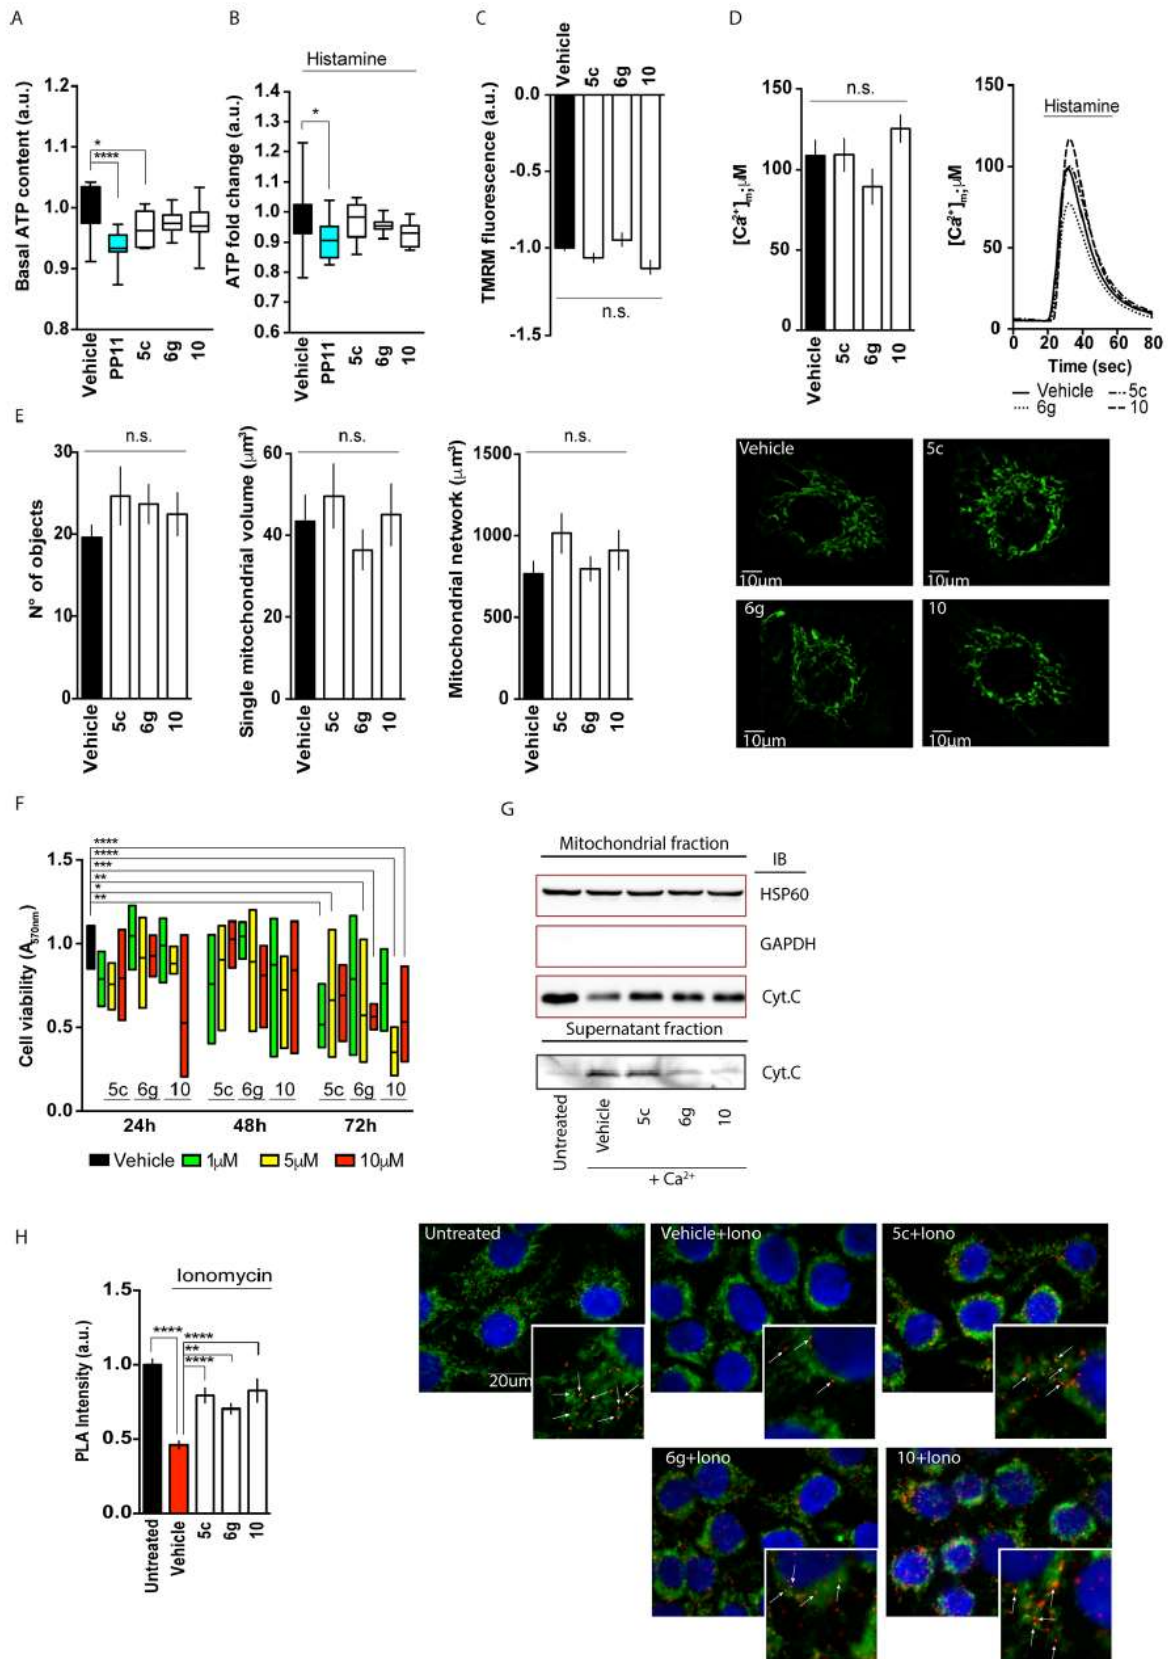 A
Basal ATP content (a.u.)
1.2
1.1
1.0
0.9
0.8
*
****
Vehicle
PP11
5c
6g
10
B
Histamine
ATP fold change (a.u.)
1.4
1.3
1.2
1.1
1.0
0.9
0.8
0.7
0.6
*
Vehicle
PP11
5c
6g
10
C
Vehicle
5c
6g
10
TMRM fluorescence (a.u.)
0.0
-0.5
-1.0
-1.5
n.s.
D
n.s.
[Ca²⁺]m;μM
150
100
50
0
Vehicle
5c
6g
10
Histamine
[Ca²⁺]m;μM
150
100
50
0
0 20 40 60 80
Time (sec)
Vehicle 5c
6g 10
E
n.s.
N° of objects
30
20
10
0
Vehicle
5c
6g
10
n.s.
Single mitochondrial volume (μm³)
60
40
20
0
Vehicle
5c
6g
10
n.s.
Mitochondrial network (μm³)
1500
1000
500
0
Vehicle
5c
6g
10
Vehicle
10μm
5c
10μm
6g
10μm
10
10μm
F
Cell viability (A570nm)
1.5
1.0
0.5
0.0
****
****
***
**
*
**
5c 6g 10 5c 6g 10 5c 6g 10
24h 48h 72h
Vehicle 1μM 5μM 10μM
G
Mitochondrial fraction
IB
HSP60
GAPDH
Cyt.C
Supernatant fraction
Cyt.C
Untreated
Vehicle
5c
6g
10
+ Ca²⁺
H
Ionomycin
PLA Intensity (a.u.)
1.5
1.0
0.5
0.0
****
****
**
****
Untreated
Vehicle
5c
6g
10
Untreated
20um
Vehicle+Iono
5c+Iono
6g+Iono
10+Iono